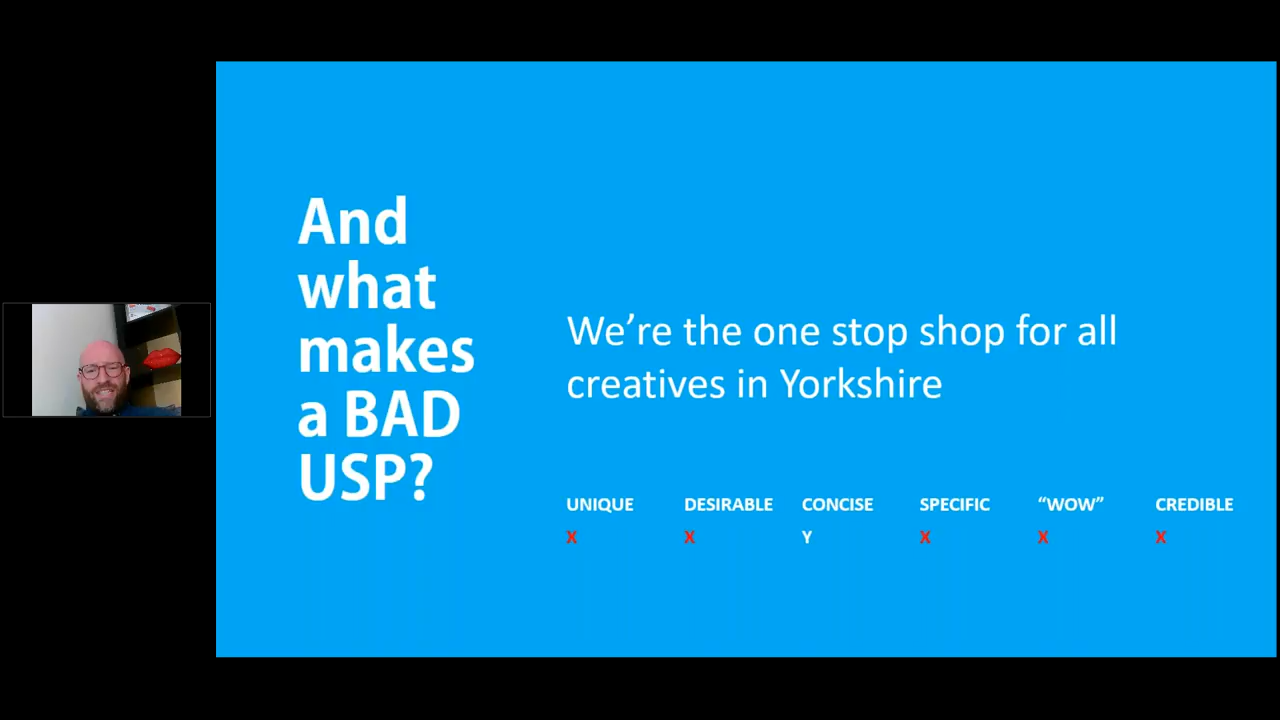 And
what
makes
a BAD
USP?
We’re the one stop shop for all
creatives in Yorkshire
UNIQUE DESIRABLE CONCISE SPECIFIC “WOW” CREDIBLE
X X Y X X X